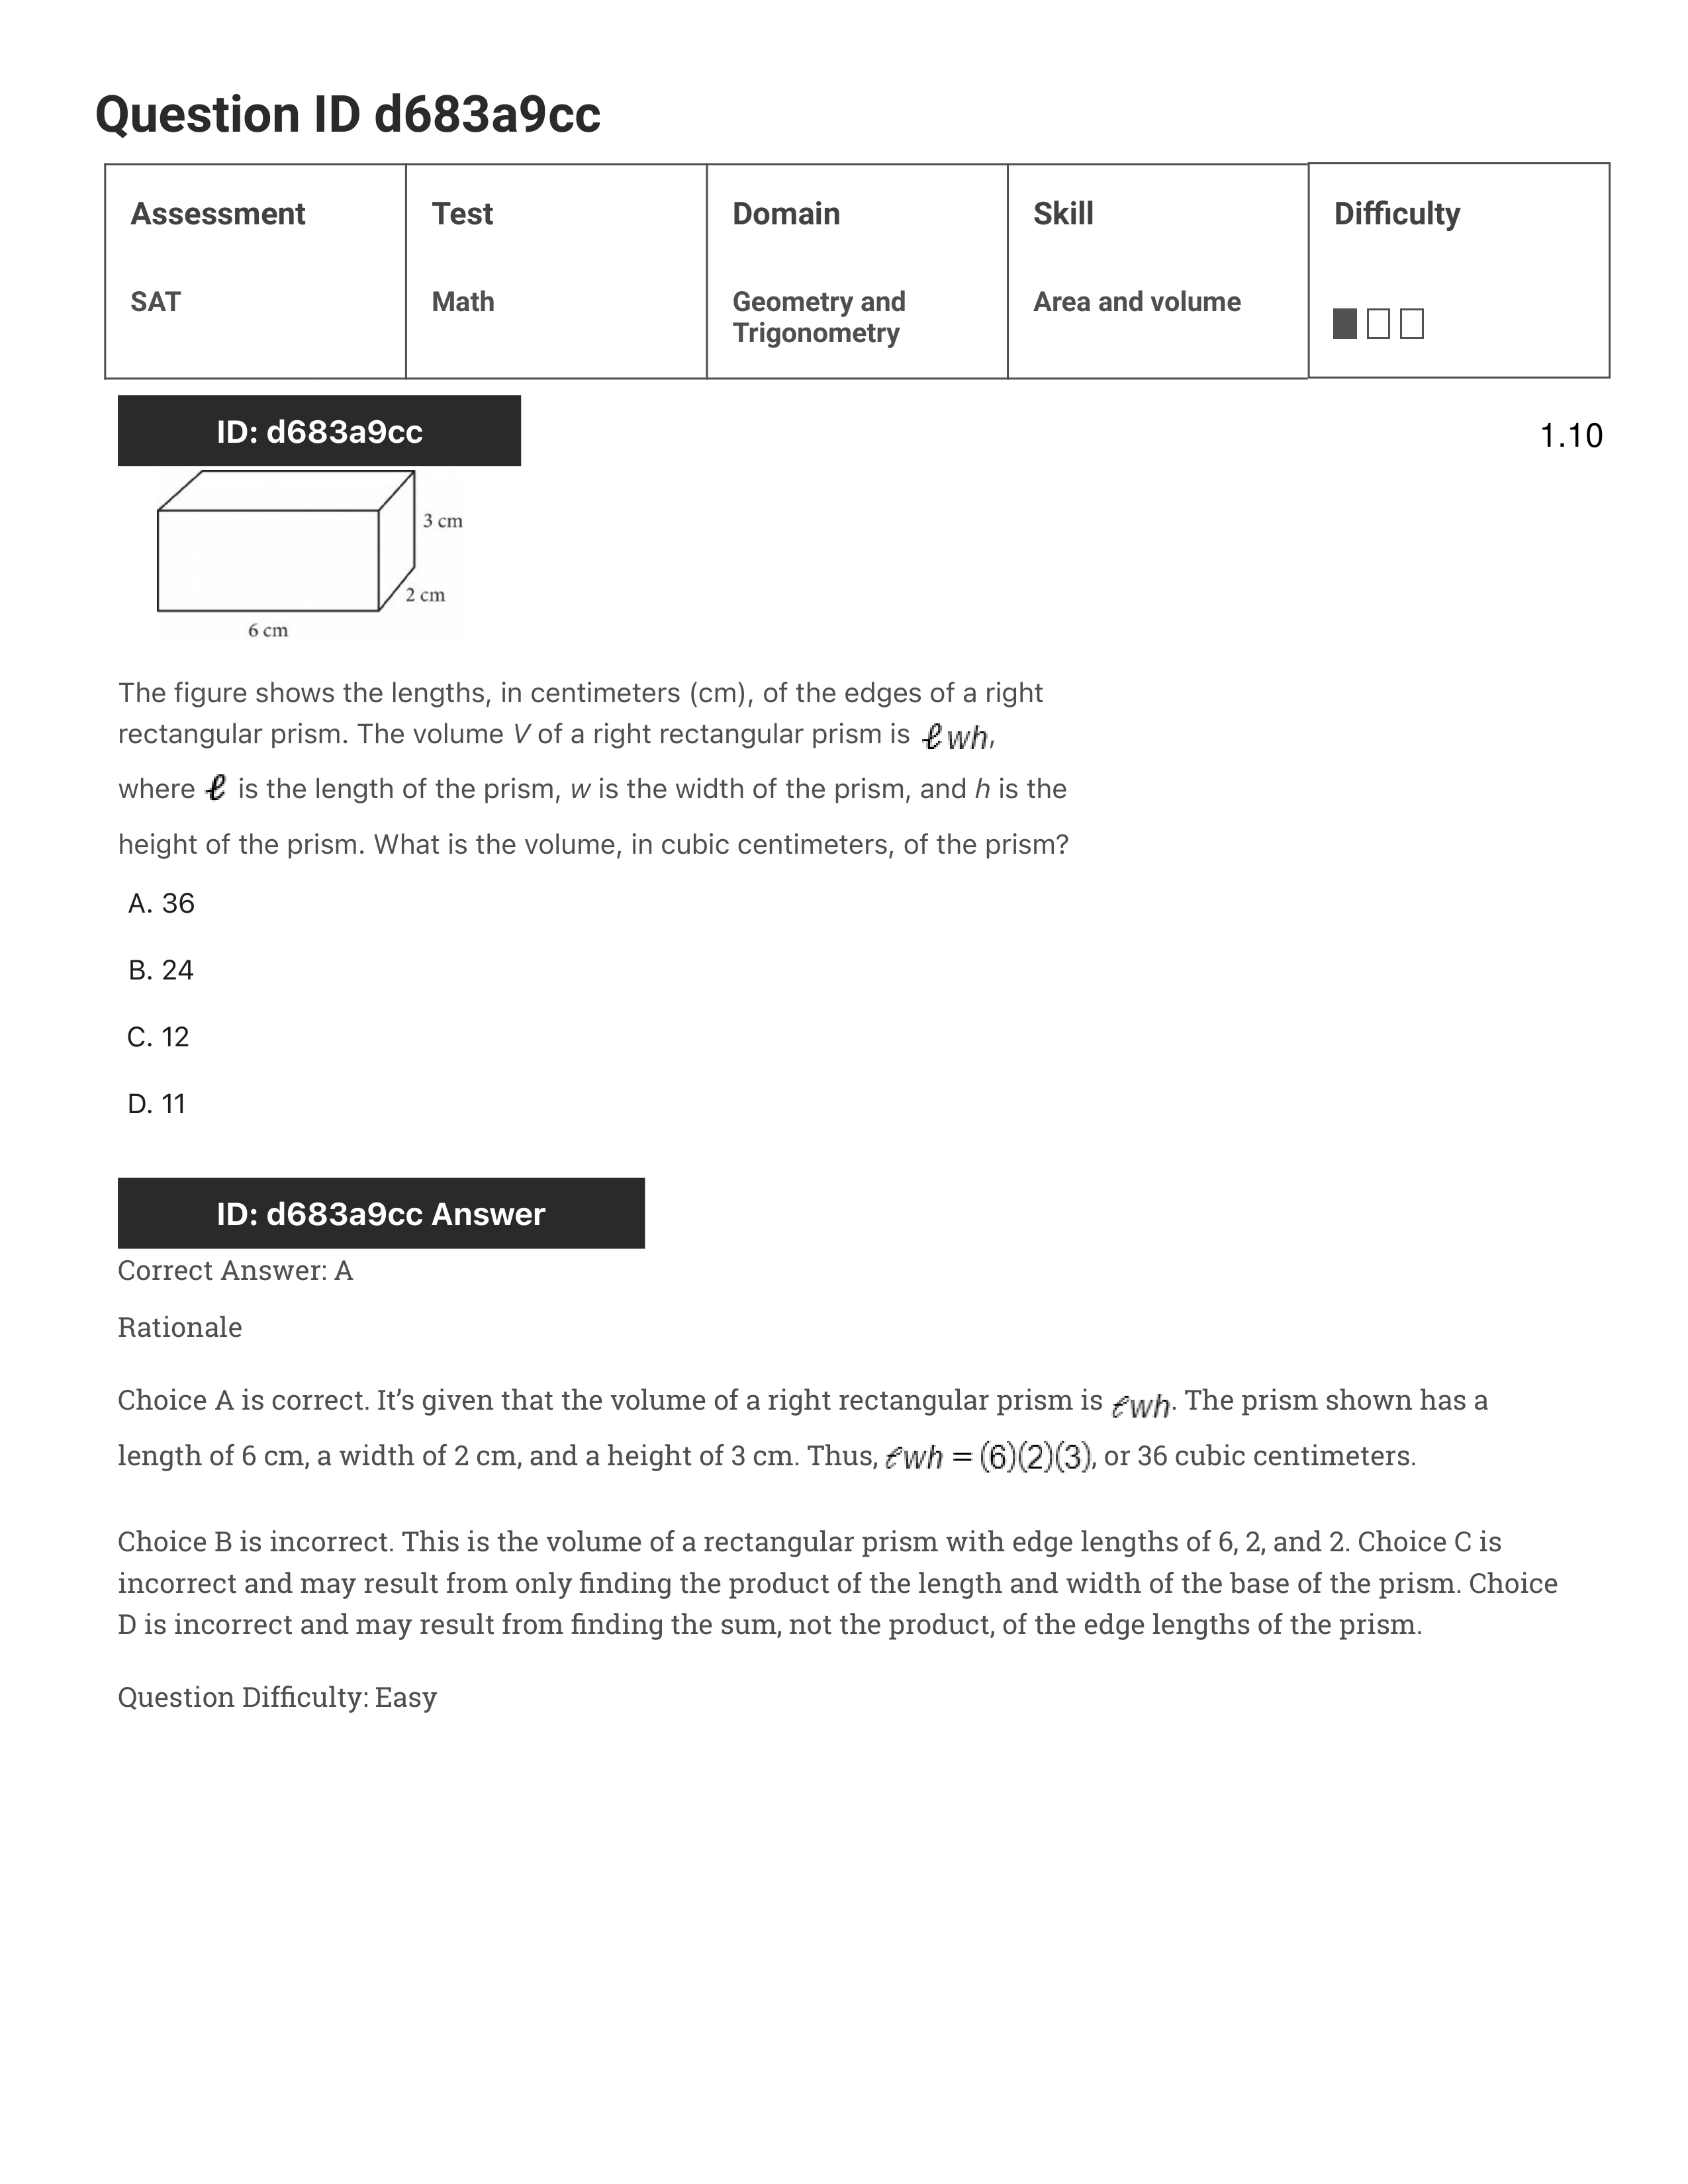 Question ID d683a9cc
Assessment Test Domain Skill Difficulty
SAT Math Geometry and Trigonometry Area and volume
ID: d683a9cc
1.10
3 cm
2 cm
6 cm
The figure shows the lengths, in centimeters (cm), of the edges of a right
rectangular prism. The volume V of a right rectangular prism is ℓwh,
where ℓ is the length of the prism, w is the width of the prism, and h is the
height of the prism. What is the volume, in cubic centimeters, of the prism?
A. 36
B. 24
C. 12
D. 11
ID: d683a9cc Answer
Correct Answer: A
Rationale
Choice A is correct. It’s given that the volume of a right rectangular prism is ℓwh. The prism shown has a
length of 6 cm, a width of 2 cm, and a height of 3 cm. Thus, ℓwh = (6)(2)(3), or 36 cubic centimeters.
Choice B is incorrect. This is the volume of a rectangular prism with edge lengths of 6, 2, and 2. Choice C is
incorrect and may result from only finding the product of the length and width of the base of the prism. Choice
D is incorrect and may result from finding the sum, not the product, of the edge lengths of the prism.
Question Difficulty: Easy